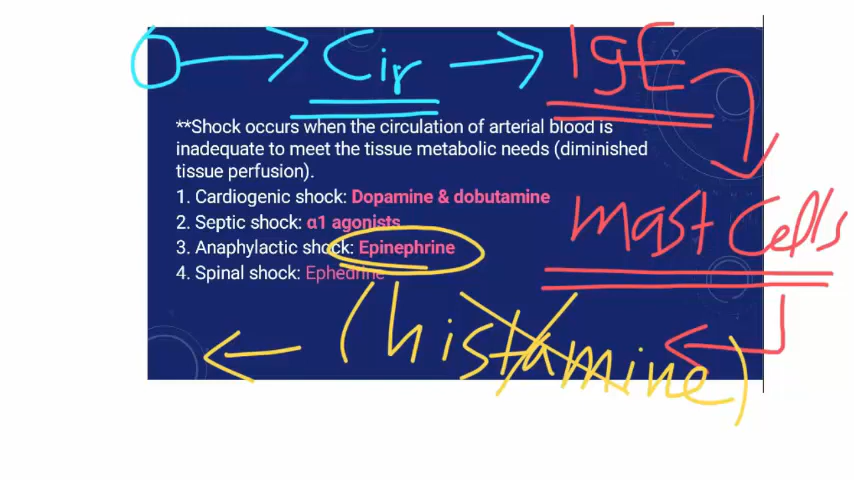 Cir IgE
**Shock occurs when the circulation of arterial blood is
inadequate to meet the tissue metabolic needs (diminished
tissue perfusion).
1. Cardiogenic shock: Dopamine & dobutamine
2. Septic shock: α1 agonists
3. Anaphylactic shock: Epinephrine
4. Spinal shock: Ephedrine
mast Cells
(histamine)